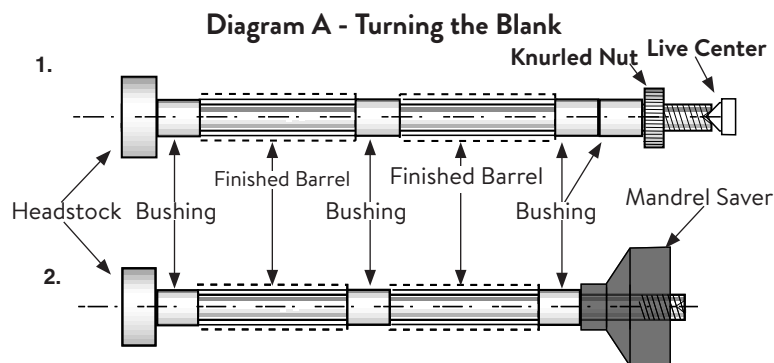 Diagram A - Turning the Blank
1.
Knurled Nut
Live Center
Finished Barrel
Finished Barrel
Headstock
Bushing
Bushing
Bushing
Mandrel Saver
2.